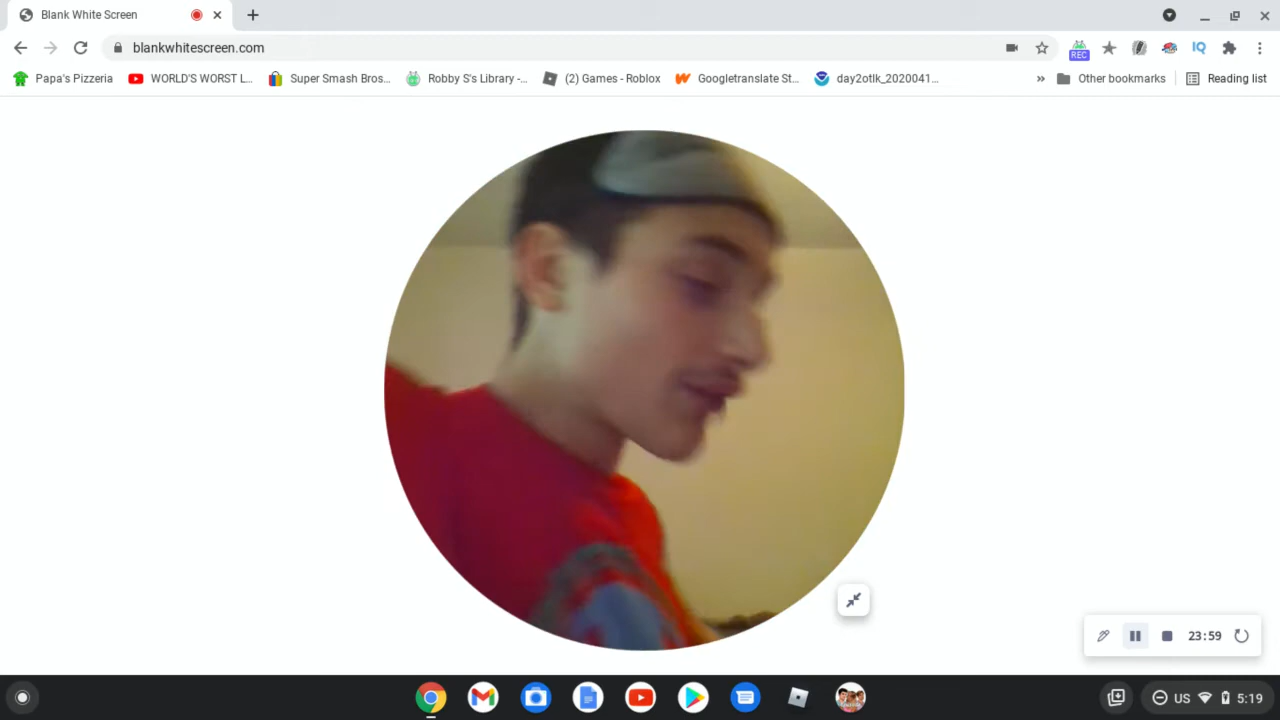 Blank White Screen
blankwhitescreen.com
REC
IQ
Papa's Pizzeria
WORLD'S WORST L...
Super Smash Bros...
Robby S's Library -...
(2) Games - Roblox
Googletranslate St...
day2otlk_2020041...
»
Other bookmarks
Reading list
23:59
US
5:19